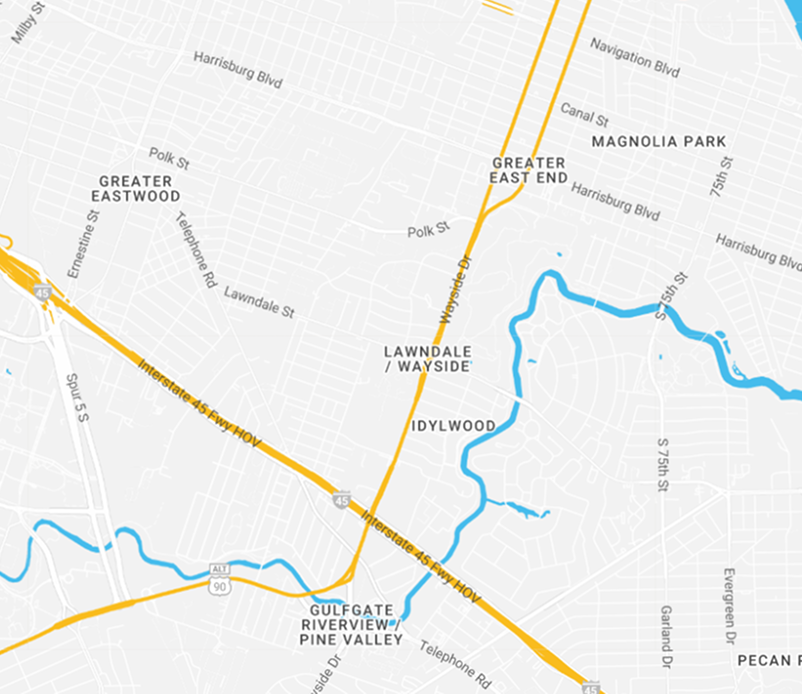 Milby St
Harrisburg Blvd
Navigation Blvd
Canal St
MAGNOLIA PARK
Polk St
GREATER
EAST END
75th St
GREATER
EASTWOOD
Harrisburg Blvd
Ernestine St
Telephone Rd
Polk St
Harrisburg Blvd
Wayside Dr
45
Lawndale St
S 75th St
LAWNDALE
/ WAYSIDE
Interstate 45 Fwy HOV
Spur 5 S
IDYLWOOD
S 75th St
45
Interstate 45 Fwy HOV
ALT
90
Evergreen Dr
GULFGATE
RIVERVIEW /
PINE VALLEY
Garland Dr
Telephone Rd
yside Dr
PECAN P
45